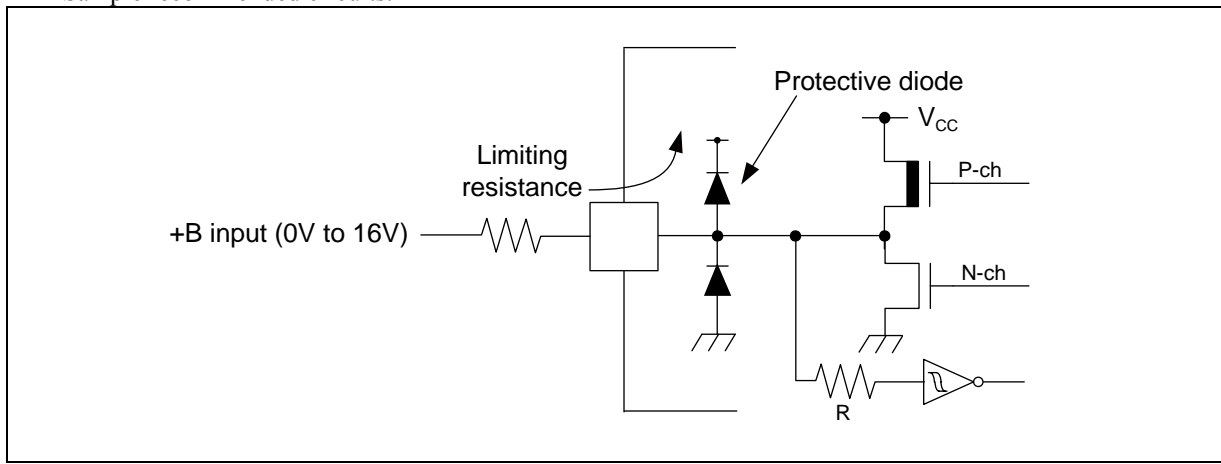 Protective diode
VCC
Limiting
resistance
P-ch
+B input (0V to 16V)
N-ch
R